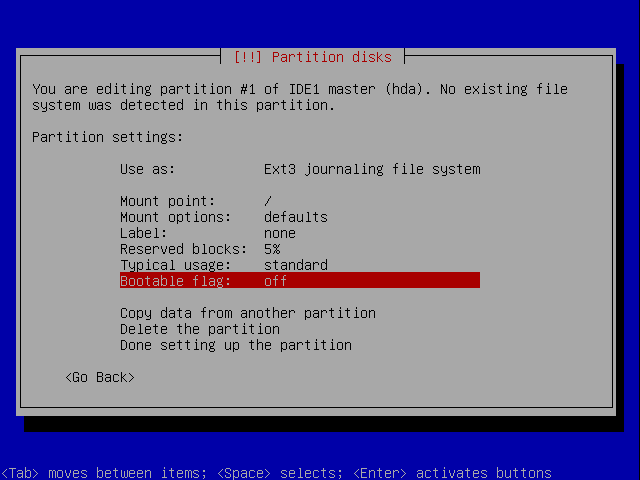 [!!] Partition disks
You are editing partition #1 of IDE1 master (hda). No existing file
system was detected in this partition.
Partition settings:
Use as: Ext3 journaling file system
Mount point: /
Mount options: defaults
Label: none
Reserved blocks: 5%
Typical usage: standard
Bootable flag: off
Copy data from another partition
Delete the partition
Done setting up the partition
<Go Back>
<Tab> moves between items; <Space> selects; <Enter> activates buttons